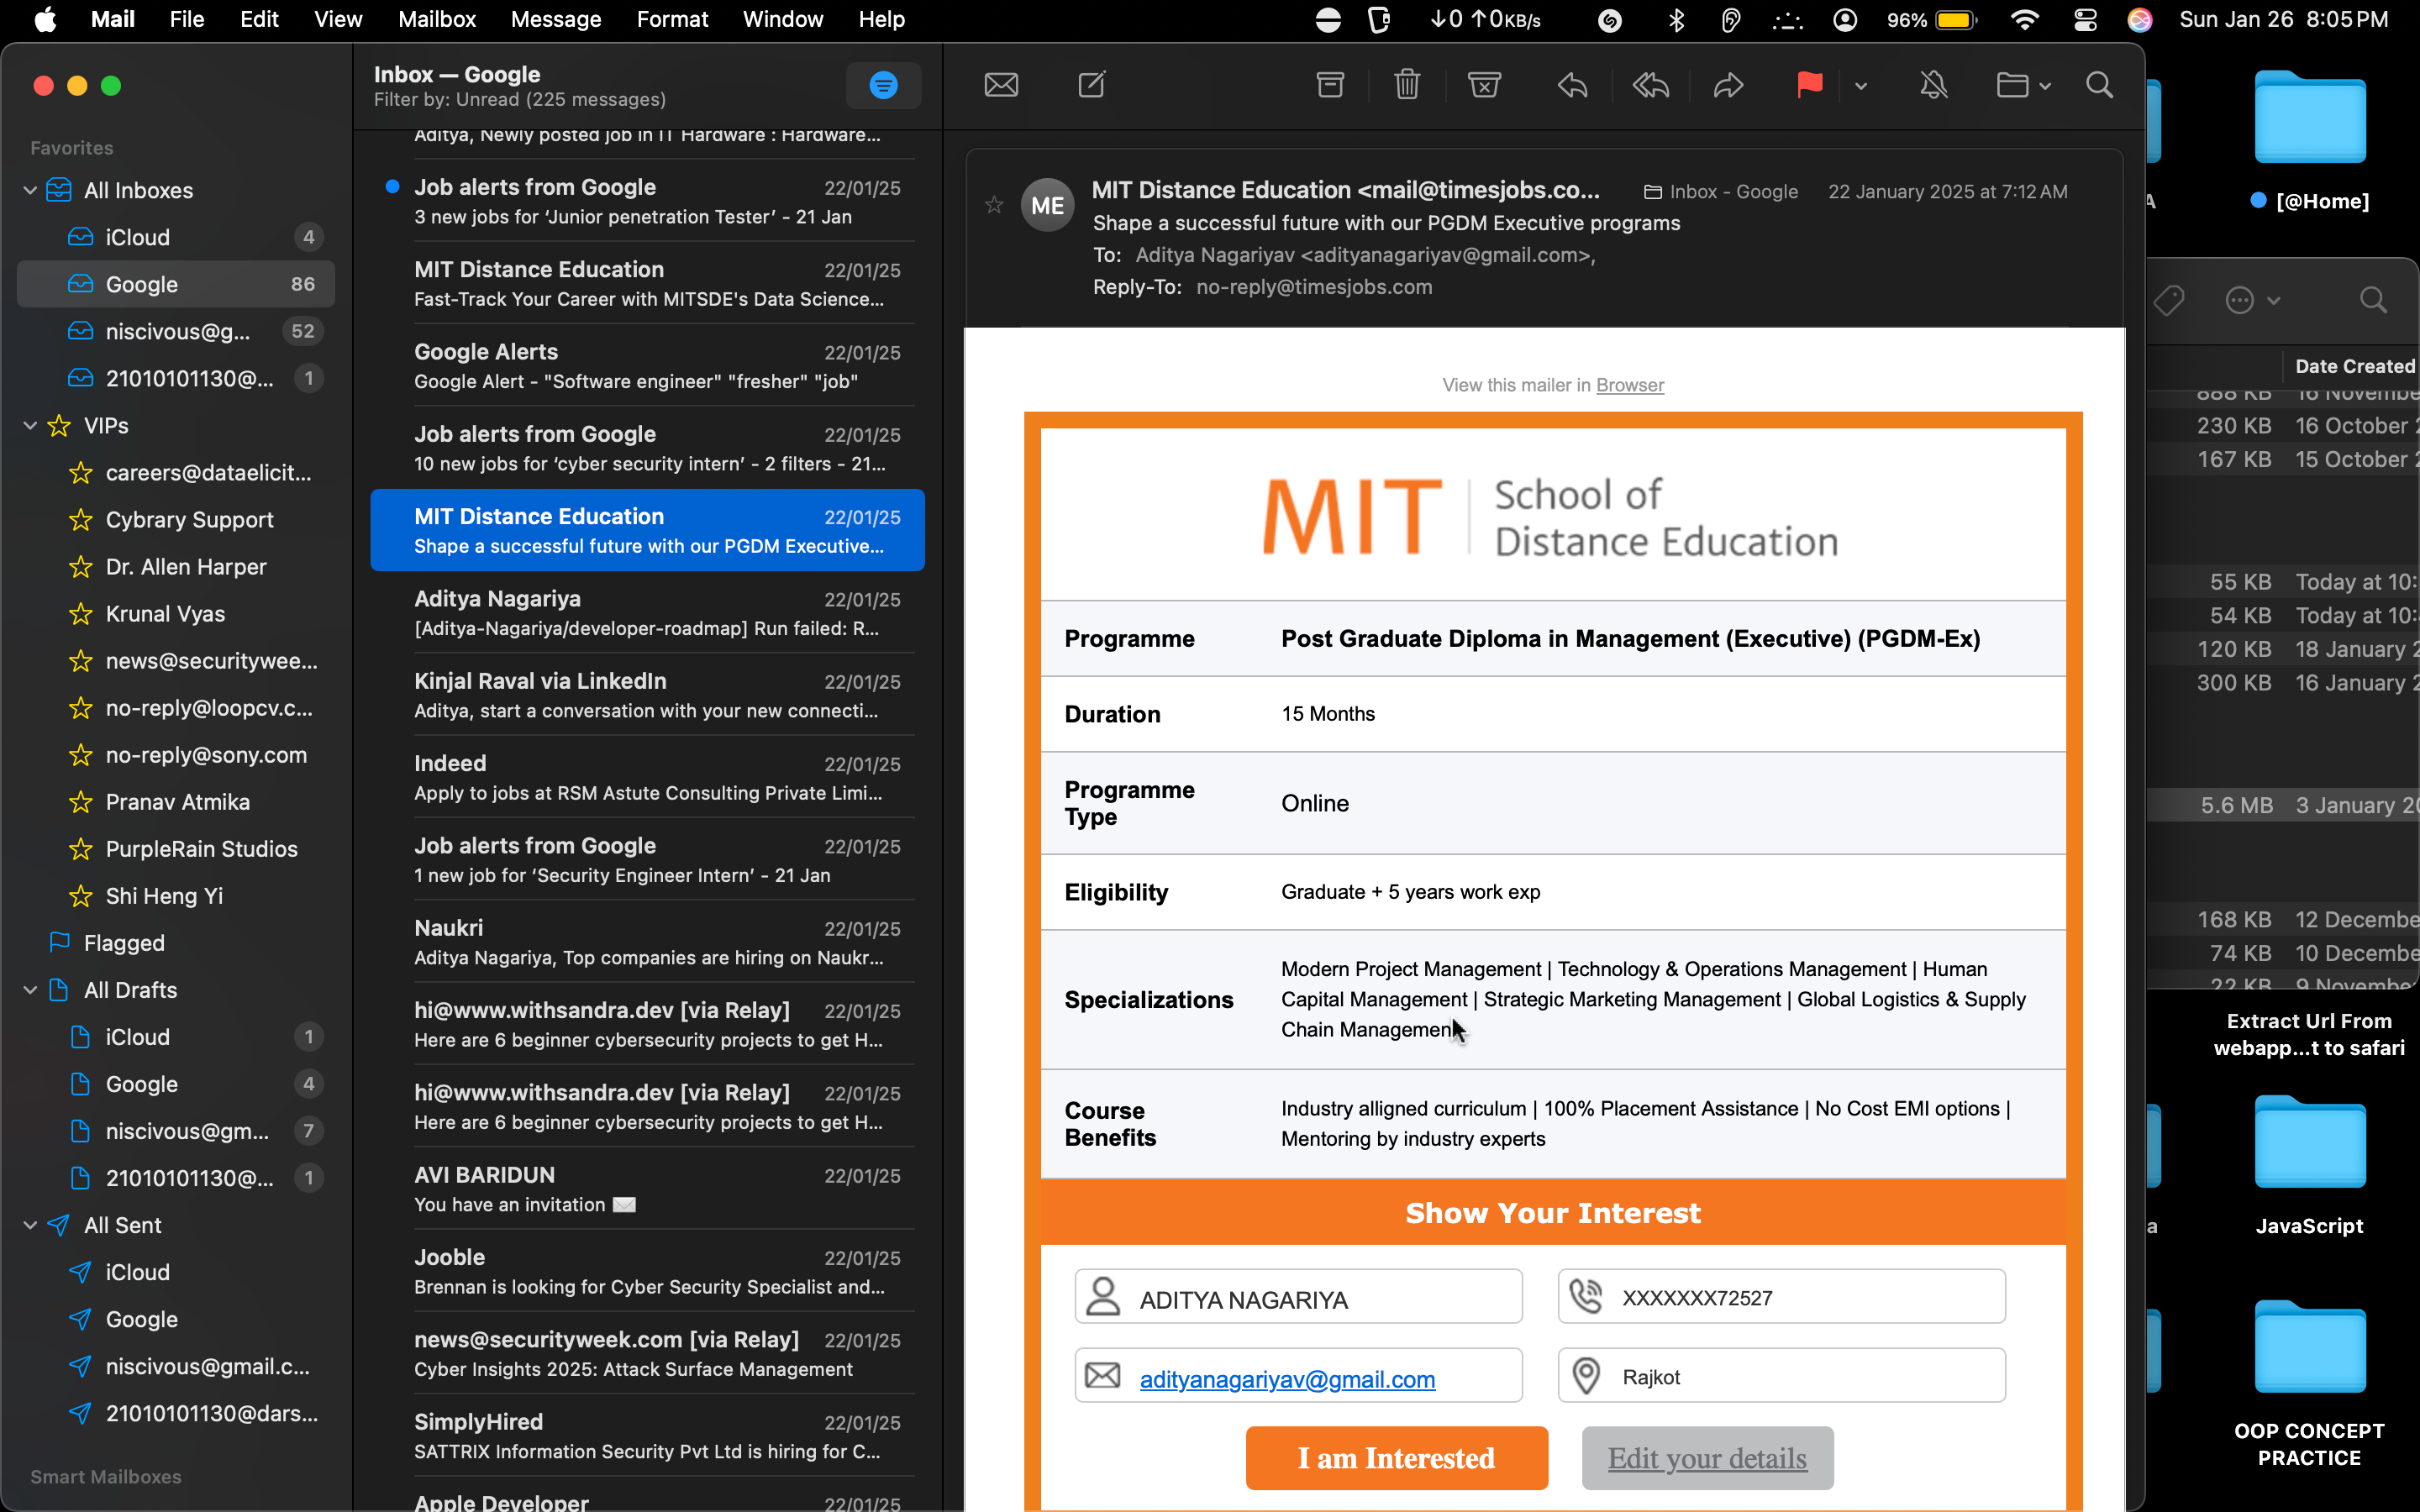 Mail File Edit View Mailbox Message Format Window Help
↓0 ↑0KB/s
96%
Sun Jan 26 8:05 PM
Favorites
All Inboxes
iCloud 4
Google 86
niscivous@g... 52
21010101130@... 1
VIPs
careers@dataelicit...
Cybrary Support
Dr. Allen Harper
Krunal Vyas
news@securitywee...
no-reply@loopcv.c...
no-reply@sony.com
Pranav Atmika
PurpleRain Studios
Shi Heng Yi
Flagged
All Drafts
iCloud 1
Google 4
niscivous@gm... 7
21010101130@... 1
All Sent
iCloud
Google
niscivous@gmail.c...
21010101130@dars...
Smart Mailboxes
Inbox — Google
Filter by: Unread (225 messages)
Aditya, Newly posted job in IT Hardware : Hardware...
Job alerts from Google 22/01/25
3 new jobs for ‘Junior penetration Tester’ - 21 Jan
MIT Distance Education 22/01/25
Fast-Track Your Career with MITSDE's Data Science...
Google Alerts 22/01/25
Google Alert - "Software engineer" "fresher" "job"
Job alerts from Google 22/01/25
10 new jobs for ‘cyber security intern’ - 2 filters - 21...
MIT Distance Education 22/01/25
Shape a successful future with our PGDM Executive...
Aditya Nagariya 22/01/25
[Aditya-Nagariya/developer-roadmap] Run failed: R...
Kinjal Raval via LinkedIn 22/01/25
Aditya, start a conversation with your new connecti...
Indeed 22/01/25
Apply to jobs at RSM Astute Consulting Private Limi...
Job alerts from Google 22/01/25
1 new job for ‘Security Engineer Intern’ - 21 Jan
Naukri 22/01/25
Aditya Nagariya, Top companies are hiring on Naukr...
hi@www.withsandra.dev [via Relay] 22/01/25
Here are 6 beginner cybersecurity projects to get H...
hi@www.withsandra.dev [via Relay] 22/01/25
Here are 6 beginner cybersecurity projects to get H...
AVI BARIDUN 22/01/25
You have an invitation ✉️
Jooble 22/01/25
Brennan is looking for Cyber Security Specialist and...
news@securityweek.com [via Relay] 22/01/25
Cyber Insights 2025: Attack Surface Management
SimplyHired 22/01/25
SATTRIX Information Security Pvt Ltd is hiring for C...
Apple Developer 22/01/25
ME
MIT Distance Education <mail@timesjobs.co... Inbox - Google 22 January 2025 at 7:12 AM
Shape a successful future with our PGDM Executive programs
To: Aditya Nagariyav <adityanagariyav@gmail.com>,
Reply-To: no-reply@timesjobs.com
View this mailer in Browser
MIT School of
Distance Education
Programme Post Graduate Diploma in Management (Executive) (PGDM-Ex)
Duration 15 Months
Programme
Type
Online
Eligibility Graduate + 5 years work exp
Specializations
Modern Project Management | Technology & Operations Management | Human
Capital Management | Strategic Marketing Management | Global Logistics & Supply
Chain Management
Course
Benefits
Industry alligned curriculum | 100% Placement Assistance | No Cost EMI options |
Mentoring by industry experts
Show Your Interest
ADITYA NAGARIYA
XXXXXXX72527
adityanagariyav@gmail.com
Rajkot
I am Interested
Edit your details
A
[@Home]
Date Created
888 KB 16 Novembe
230 KB 16 October 2
167 KB 15 October 2
55 KB Today at 10:
54 KB Today at 10:
120 KB 18 January 2
300 KB 16 January 2
5.6 MB 3 January 20
168 KB 12 Decembe
74 KB 10 Decembe
22 KB 9 Novembe
Extract Url From
webapp...t to safari
a
JavaScript
OOP CONCEPT
PRACTICE